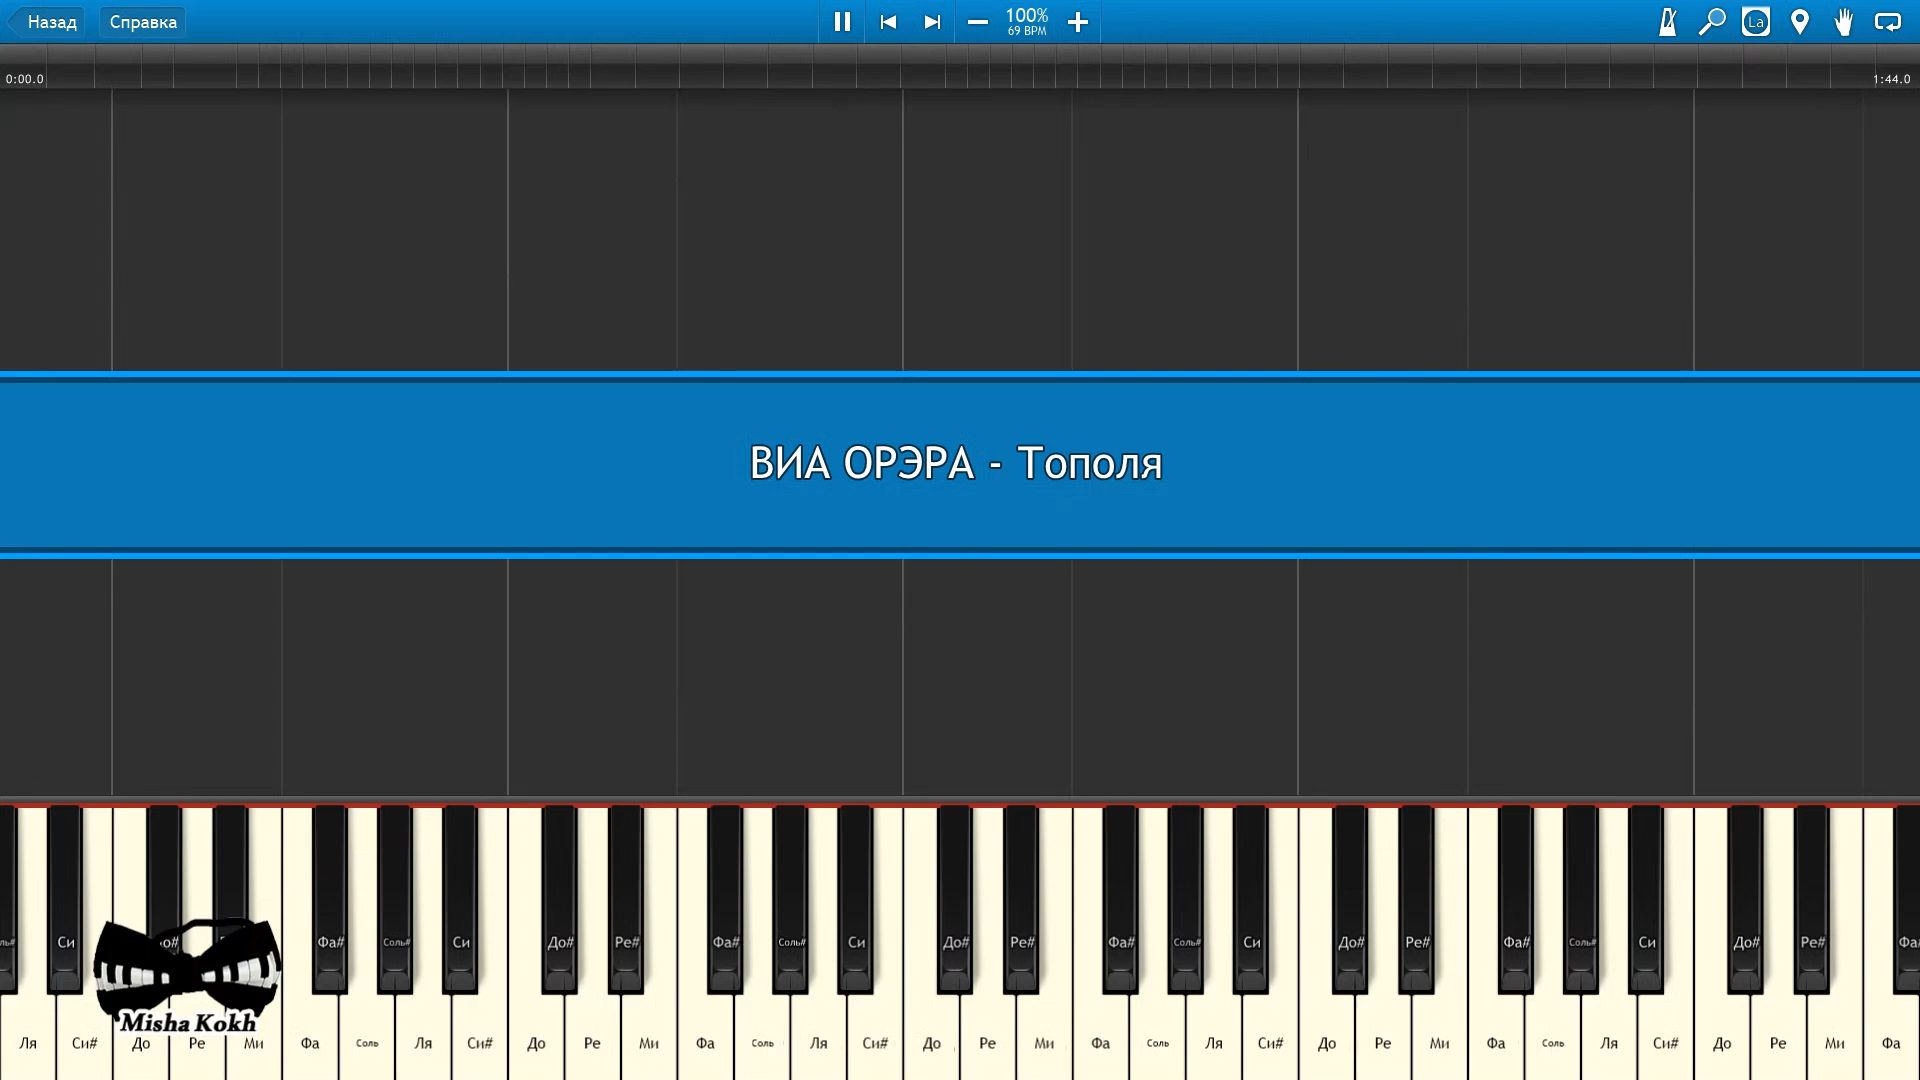 Назад Справка 100% La
69 BPM
0:00.0 1:44.0
ВИА ОРЭРА - Тополя
Си Фа# Соль# Си До# Ре# Фа# Соль# Си До# Ре# Фа# Соль# Си До# Ре# Фа# Соль# Си До# Ре#
Misha Kokh
Ля Си# До Ре Ми Фа Соль Ля Си# До Ре Ми Фа Соль Ля Си# До Ре Ми Фа Соль Ля Си# До Ре Ми Фа Соль Ля Си# До Ре Ми Фа